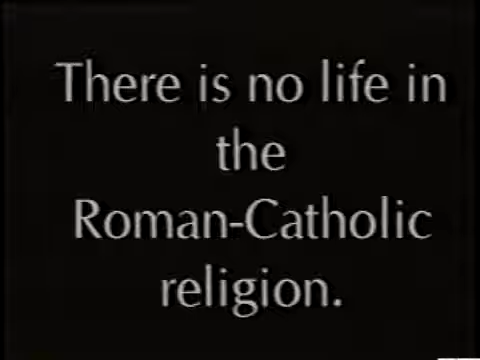 There is no life in
the
Roman-Catholic
religion.